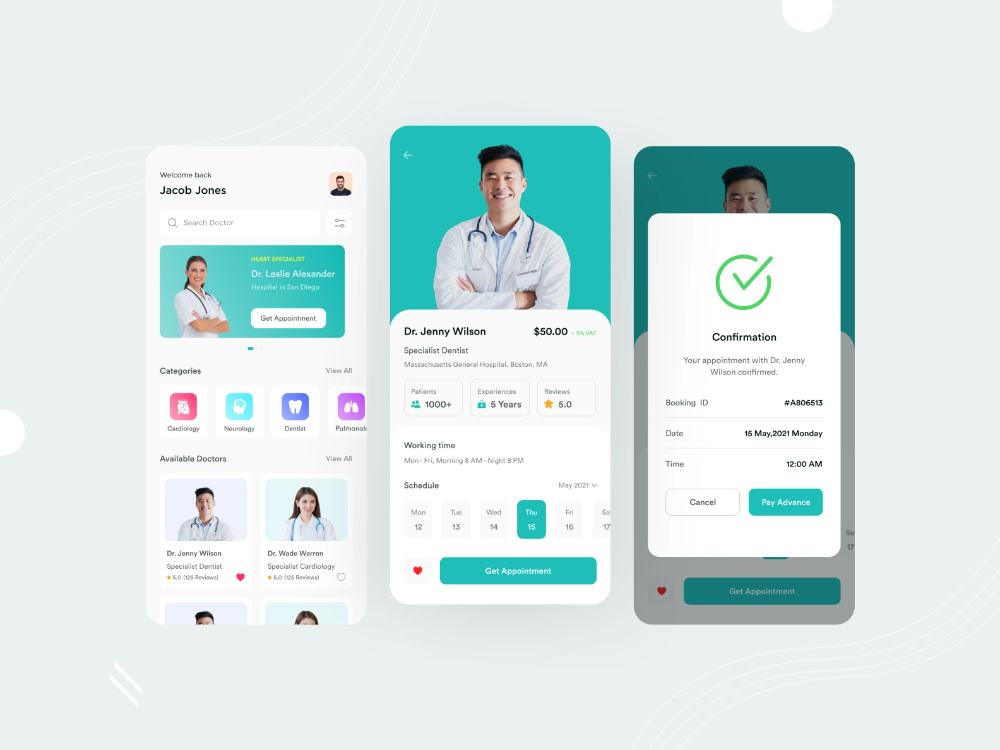 Welcome back
Jacob Jones
Search Doctor
HEART SPECIALIST
Dr. Leslie Alexander
Hospital in San Diego
Get Appointment
Categories View All
Cardiology Neurology Dentist Pulmonolo
Available Doctors View All
Dr. Jenny Wilson
Specialist Dentist
5.0 (125 Reviews)
Dr. Wade Warren
Specialist Cardiology
5.0 (125 Reviews)
Dr. Jenny Wilson $50.00 + 5% VAT
Specialist Dentist
Massachusetts General Hospital, Boston, MA
Patients
1000+
Experiences
5 Years
Reviews
5.0
Working time
Mon - Fri, Morning 8 AM - Night 8 PM
Schedule May 2021
Mon Tue Wed Thu Fri Sa
12 13 14 15 16 17
Get Appointment
Confirmation
Your appointment with Dr. Jenny
Wilson confirmed.
Booking ID #A806513
Date 15 May,2021 Monday
Time 12:00 AM
Cancel Pay Advance
Sa
17
Get Appointment